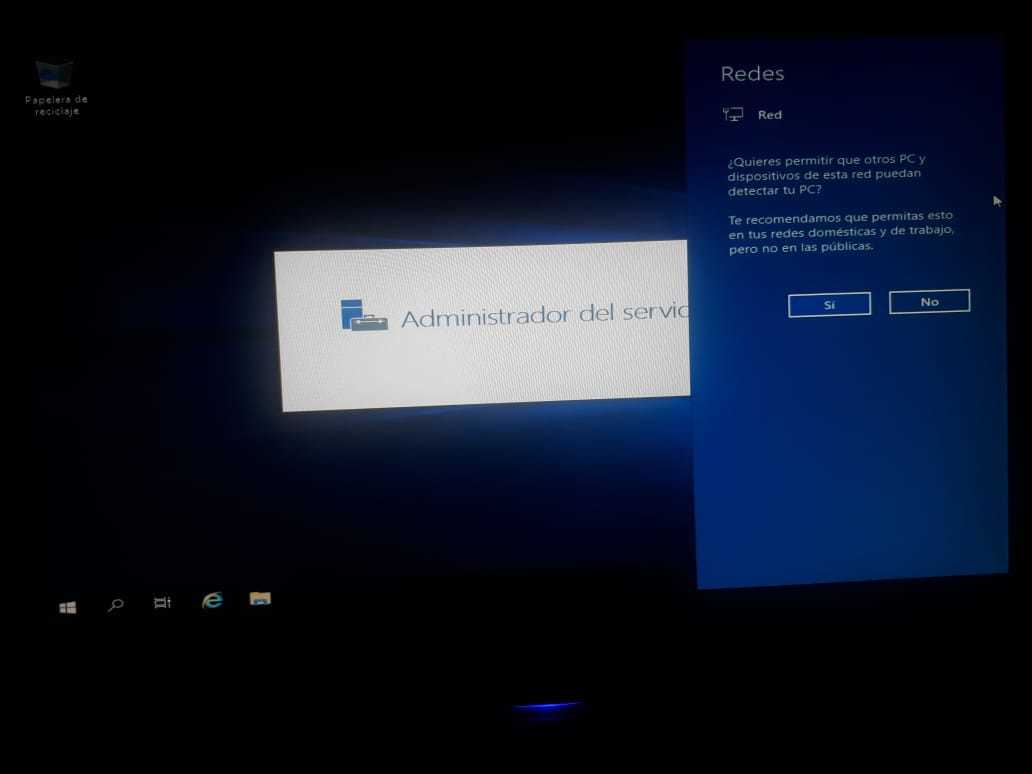 Papelera de
reciclaje
Administrador del servic
Redes
Red
¿Quieres permitir que otros PC y
dispositivos de esta red puedan
detectar tu PC?
Te recomendamos que permitas esto
en tus redes domésticas y de trabajo,
pero no en las públicas.
Sí
No